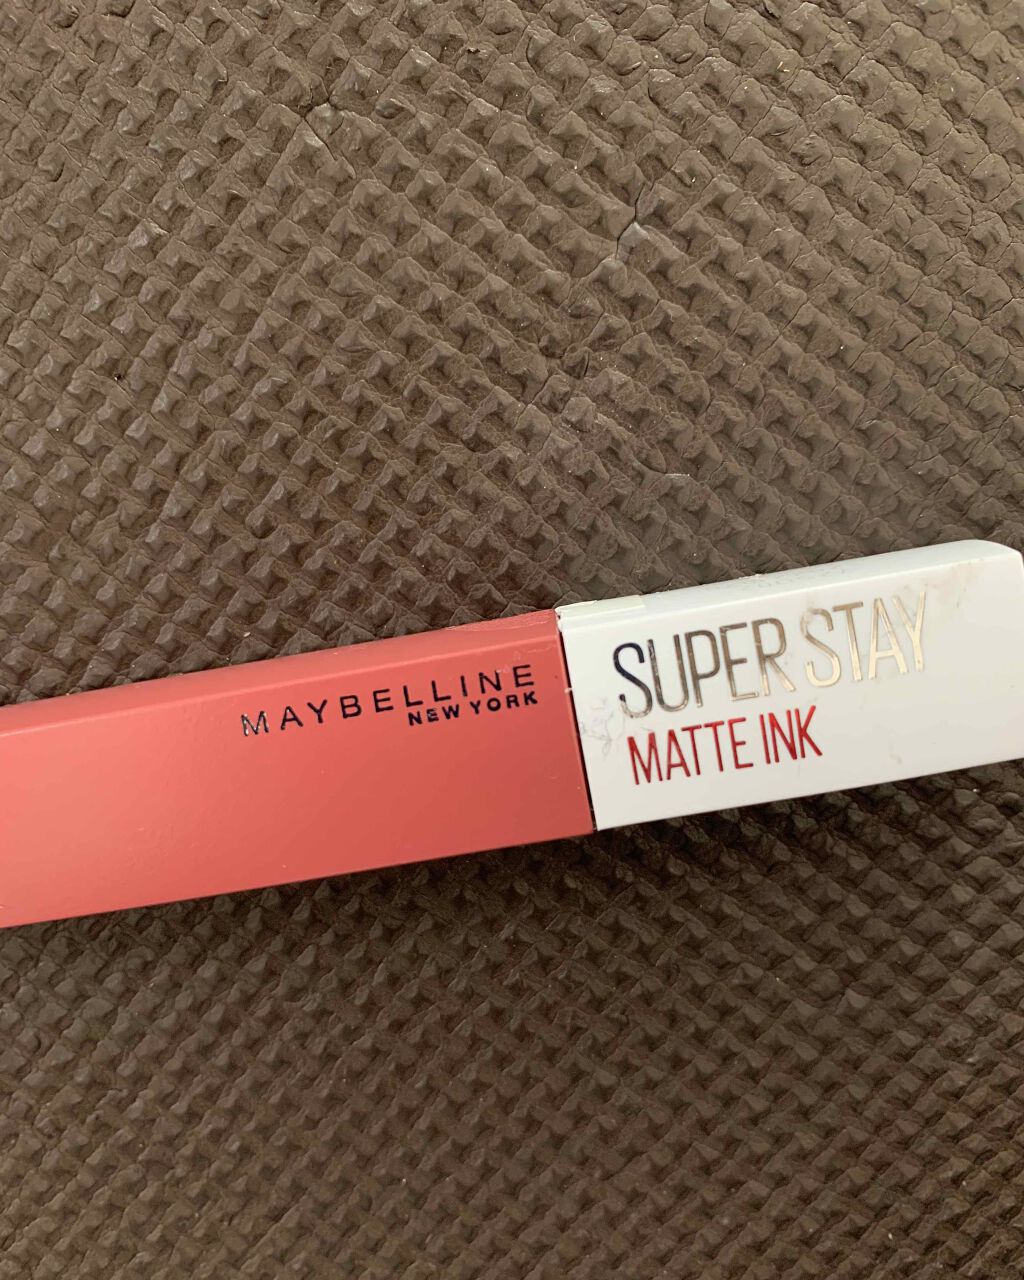 MAYBELLINE
NEW YORK
SUPER STAY
MATTE INK